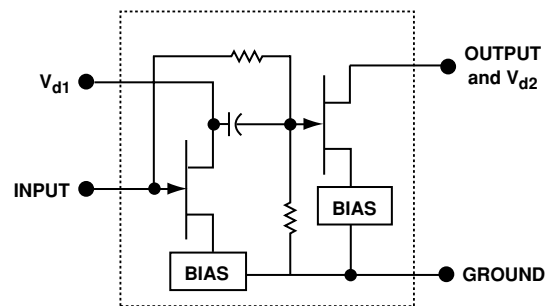 OUTPUT
and Vd2
Vd1
INPUT
BIAS
BIAS
GROUND